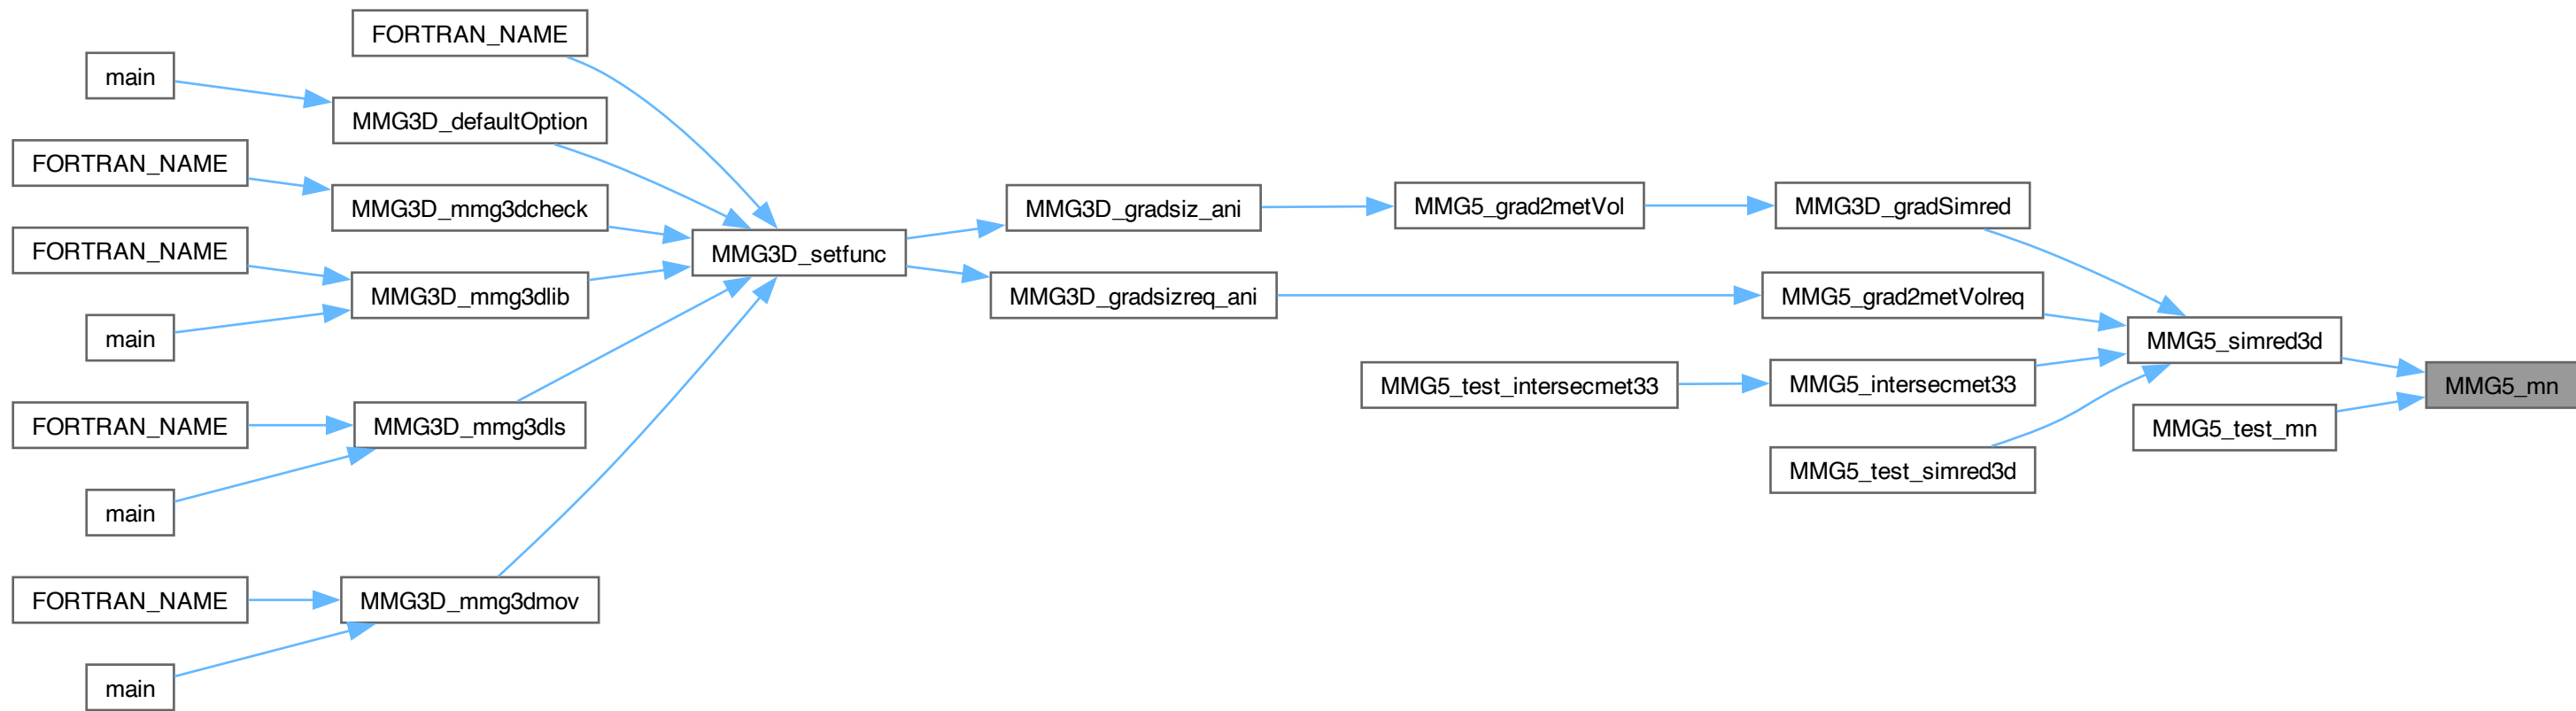 FORTRAN_NAME
main
MMG3D_defaultOption
FORTRAN_NAME
MMG3D_mmg3dcheck
MMG3D_gradsiz_ani
MMG5_grad2metVol
MMG3D_gradSimred
FORTRAN_NAME
MMG3D_setfunc
MMG3D_mmg3dlib
MMG3D_gradsizreq_ani
MMG5_grad2metVolreq
main
MMG5_simred3d
MMG5_test_intersecmet33
MMG5_intersecmet33
MMG5_mn
FORTRAN_NAME
MMG3D_mmg3dls
MMG5_test_mn
MMG5_test_simred3d
main
FORTRAN_NAME
MMG3D_mmg3dmov
main